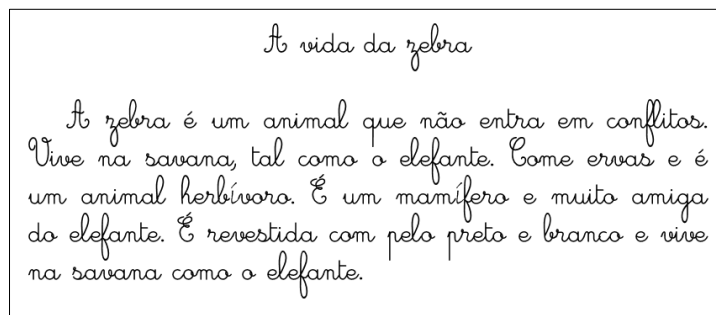 A vida da zebra
A zebra é um animal que não entra em conflitos.
Vive na savana, tal como o elefante. Come ervas e é
um animal herbívoro. É um mamífero e muito amiga
do elefante. É revestida com pelo preto e branco e vive
na savana como o elefante.